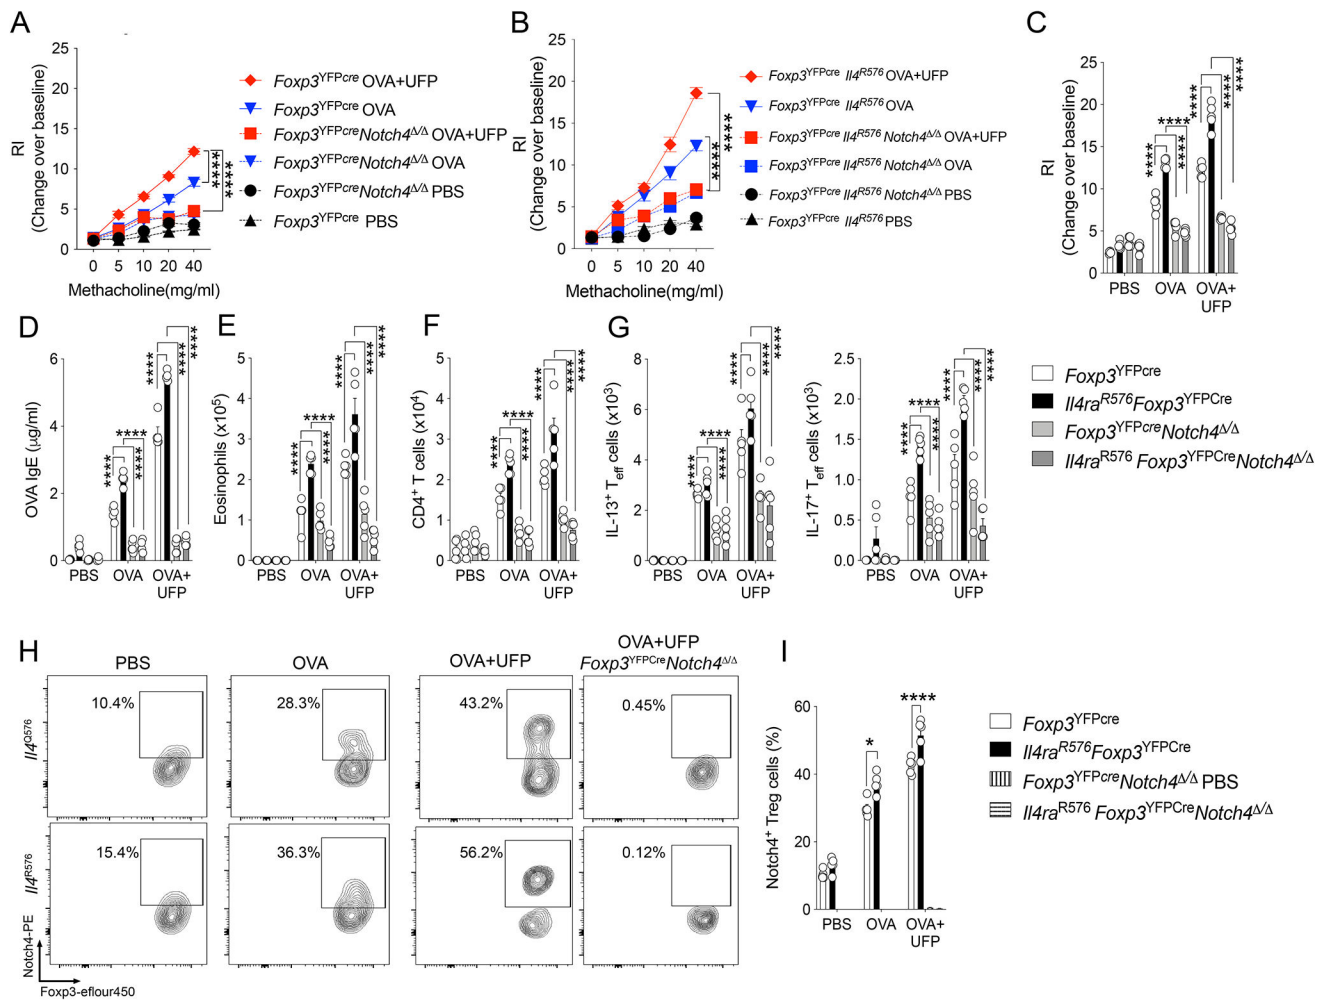 A
RI
(Change over baseline)
25
20
15
10
5
0
0 5 10 20 40
Methacholine(mg/ml)
****
****
Foxp3YFPcre OVA+UFP
Foxp3YFPcre OVA
Foxp3YFPcreNotch4Δ/Δ OVA+UFP
Foxp3YFPcreNotch4Δ/Δ OVA
Foxp3YFPcreNotch4Δ/Δ PBS
Foxp3YFPcre PBS
B
RI
(Change over baseline)
25
20
15
10
5
0
0 5 10 20 40
Methacholine(mg/ml)
****
****
Foxp3YFPcre Il4R576 OVA+UFP
Foxp3YFPcre Il4R576 OVA
Foxp3YFPcre Il4R576 Notch4Δ/Δ OVA+UFP
Foxp3YFPcre Il4R576 Notch4Δ/Δ OVA
Foxp3YFPcre Il4R576 Notch4Δ/Δ PBS
Foxp3YFPcre Il4R576 PBS
C
RI
(Change over baseline)
25
20
15
10
5
0
PBS OVA OVA+
UFP
**** **** ****
**** **** ****
D
OVA IgE (µg/ml)
6
4
2
0
PBS OVA OVA+
UFP
**** **** ****
**** **** ****
E
Eosinophils (x10⁵)
5
4
3
2
1
0
PBS OVA OVA+
UFP
**** **** ****
**** **** ****
F
CD4+ T cells (x10⁴)
5
4
3
2
1
0
PBS OVA OVA+
UFP
**** **** ****
**** **** ****
G
IL-13+ Teff cells (x10³)
8
6
4
2
0
PBS OVA OVA+
UFP
**** **** ****
**** **** ****
IL-17+ Teff cells (x10³)
2.5
2.0
1.5
1.0
0.5
0.0
PBS OVA OVA+
UFP
**** **** ****
**** **** ****
Foxp3YFPcre
Il4raR576Foxp3YFPCre
Foxp3YFPcreNotch4Δ/Δ
Il4raR576 Foxp3YFPCreNotch4Δ/Δ
H
PBS
OVA
OVA+UFP
OVA+UFP
Foxp3YFPCreNotch4Δ/Δ
Il4Q576
10.4%
28.3%
43.2%
0.45%
Il4R576
15.4%
36.3%
56.2%
0.12%
Notch4-PE
Foxp3-eflour450
I
Notch4+ Treg cells (%)
60
40
20
0
PBS OVA OVA+
UFP
*
****
Foxp3YFPcre
Il4raR576Foxp3YFPCre
Foxp3YFPcreNotch4Δ/Δ PBS
Il4raR576 Foxp3YFPCreNotch4Δ/Δ